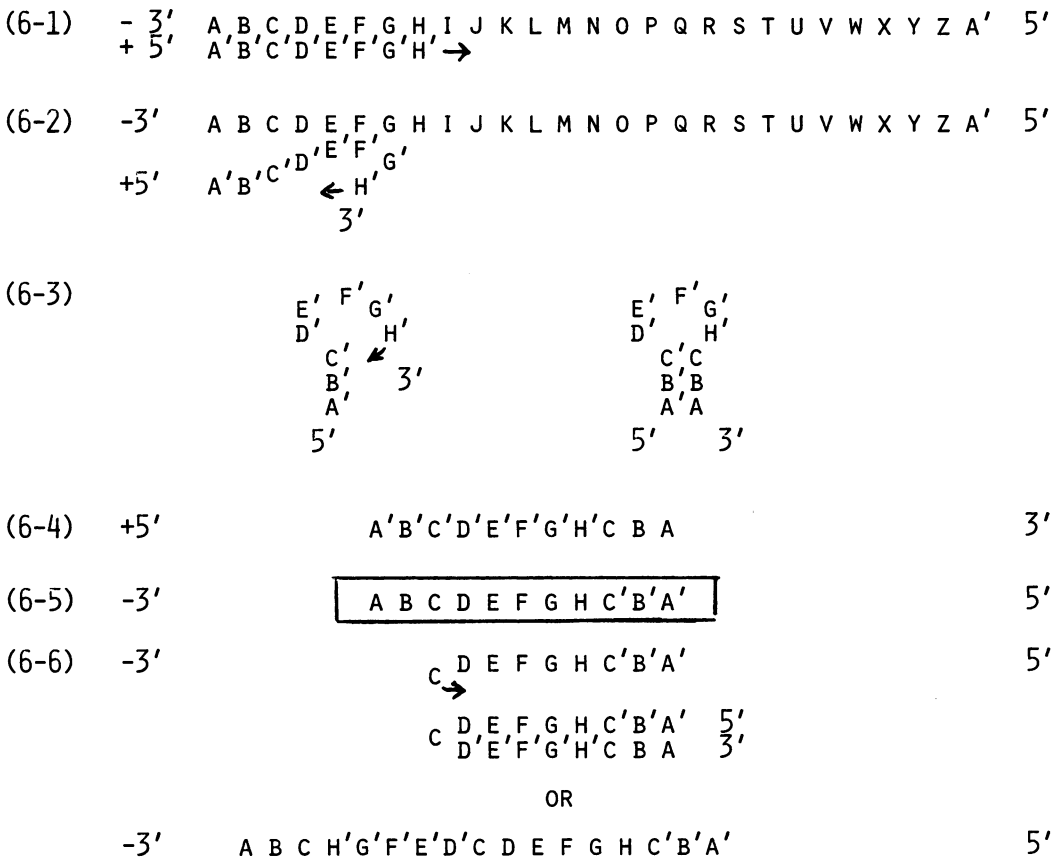 (6-1) - 3' A B C D E F G H I J K L M N O P Q R S T U V W X Y Z A' 5'
+ 5' A'B'C'D'E'F'G'H' →
(6-2) -3' A B C D E F G H I J K L M N O P Q R S T U V W X Y Z A' 5'
+5' A'B'C'D'E'F'G'
← H'
3'
(6-3)
E' F' G' E' F' G'
D' H' D' H'
C' C'C
B' 3' B'B
A' A'A
5' 5' 3'
(6-4) +5' A'B'C'D'E'F'G'H'C B A 3'
(6-5) -3' A B C D E F G H C'B'A' 5'
(6-6) -3' C D E F G H C'B'A' 5'
→
C D E F G H C'B'A' 5'
D'E'F'G'H'C B A 3'
OR
-3' A B C H'G'F'E'D'C D E F G H C'B'A' 5'